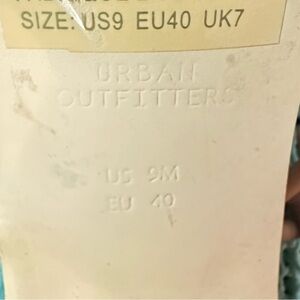 SIZE: US9 EU40 UK7
URBAN
OUTFITTERS
US 9M
EU 40